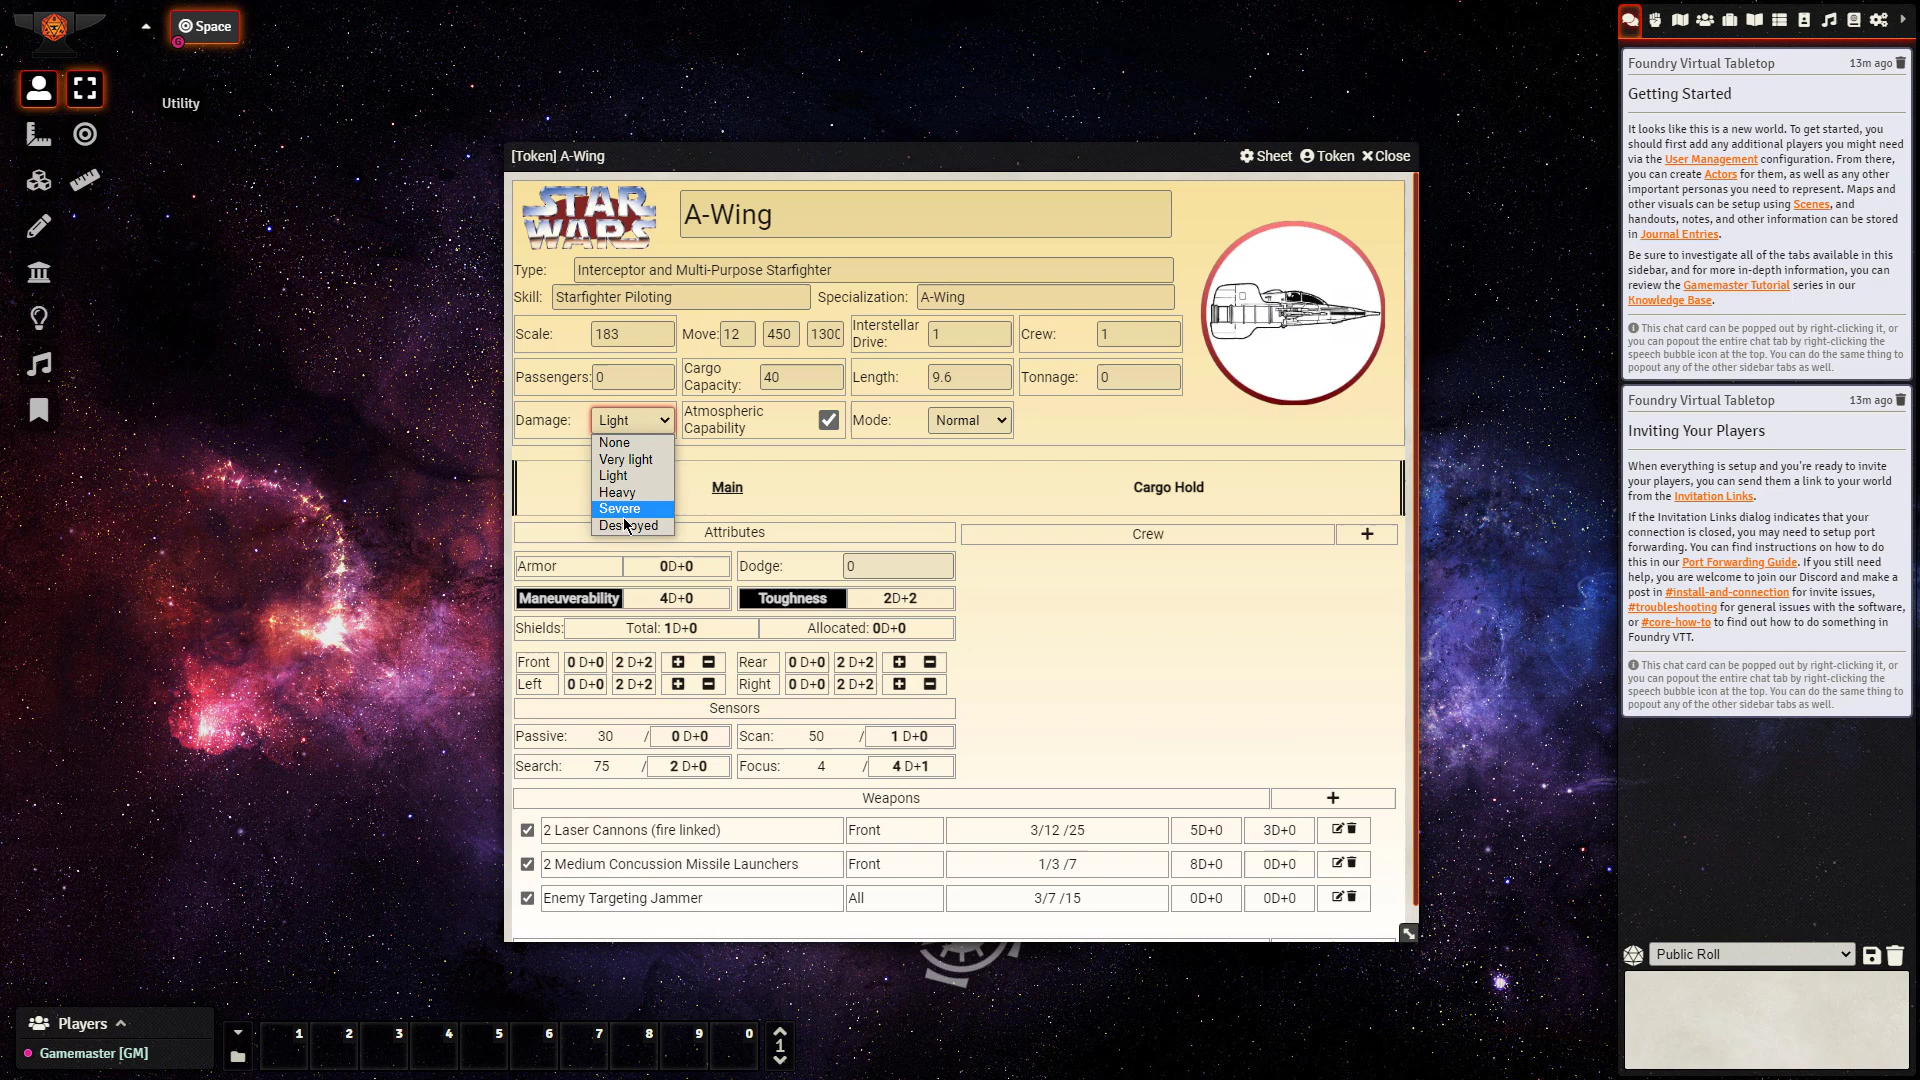 Space
G
Utility
[Token] A-Wing
Sheet Token Close
STAR WARS
A-Wing
Type: Interceptor and Multi-Purpose Starfighter
Skill: Starfighter Piloting Specialization: A-Wing
Scale: 183 Move: 12 450 1300 Interstellar Drive: 1 Crew: 1
Passengers: 0 Cargo Capacity: 40 Length: 9.6 Tonnage: 0
Damage: Light Atmospheric Capability Mode: Normal
None
Very light
Light
Heavy
Severe
Destroyed
Main Cargo Hold
Attributes Crew
Armor 0D+0 Dodge: 0
Maneuverability 4D+0 Toughness 2D+2
Shields: Total: 1D+0 Allocated: 0D+0
Front 0 D+0 2 D+2 Rear 0 D+0 2 D+2
Left 0 D+0 2 D+2 Right 0 D+0 2 D+2
Sensors
Passive: 30 / 0 D+0 Scan: 50 / 1 D+0
Search: 75 / 2 D+0 Focus: 4 / 4 D+1
Weapons
2 Laser Cannons (fire linked) Front 3/12 /25 5D+0 3D+0
2 Medium Concussion Missile Launchers Front 1/3 /7 8D+0 0D+0
Enemy Targeting Jammer All 3/7 /15 0D+0 0D+0
Players
Gamemaster [GM]
1 2 3 4 5 6 7 8 9 0
1
Foundry Virtual Tabletop 13m ago
Getting Started
It looks like this is a new world. To get started, you
should first add any additional players you might need
via the User Management configuration. From there,
you can create Actors for them, as well as any other
important personas you need to represent. Maps and
other visuals can be setup using Scenes, and
handouts, notes, and other information can be stored
in Journal Entries.
Be sure to investigate all of the tabs available in this
sidebar, and for more in-depth information, you can
review the Gamemaster Tutorial series in our
Knowledge Base.
This chat card can be popped out by right-clicking it, or
you can popout the entire chat tab by right-clicking the
speech bubble icon at the top. You can do the same thing to
popout any of the other sidebar tabs as well.
Foundry Virtual Tabletop 13m ago
Inviting Your Players
When everything is setup and you're ready to invite
your players, you can send them a link to your world
from the Invitation Links.
If the Invitation Links dialog indicates that your
connection is closed, you may need to setup port
forwarding. You can find instructions on how to do
this in our Port Forwarding Guide. If you still need
help, you are welcome to join our Discord and make a
post in #install-and-connection for invite issues,
#troubleshooting for general issues with the software,
or #core-how-to to find out how to do something in
Foundry VTT.
This chat card can be popped out by right-clicking it, or
you can popout the entire chat tab by right-clicking the
speech bubble icon at the top. You can do the same thing to
popout any of the other sidebar tabs as well.
Public Roll